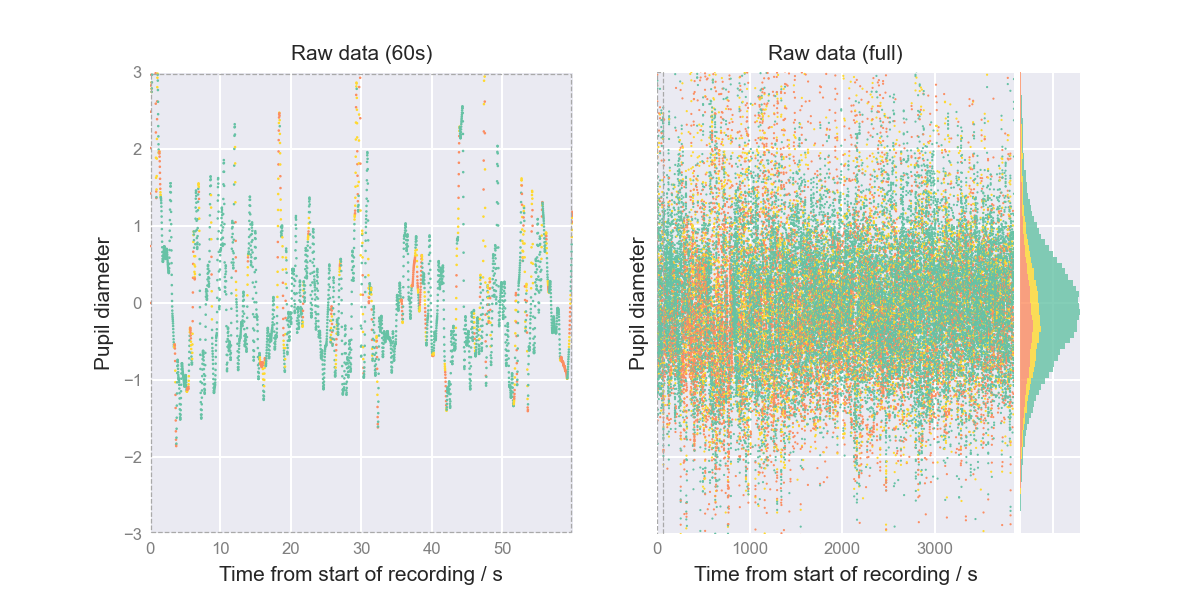 Raw data (60s)
3
2
1
0
−1
−2
−3
Pupil diameter
0 10 20 30 40 50
Time from start of recording / s
Raw data (full)
Pupil diameter
0 1000 2000 3000
Time from start of recording / s